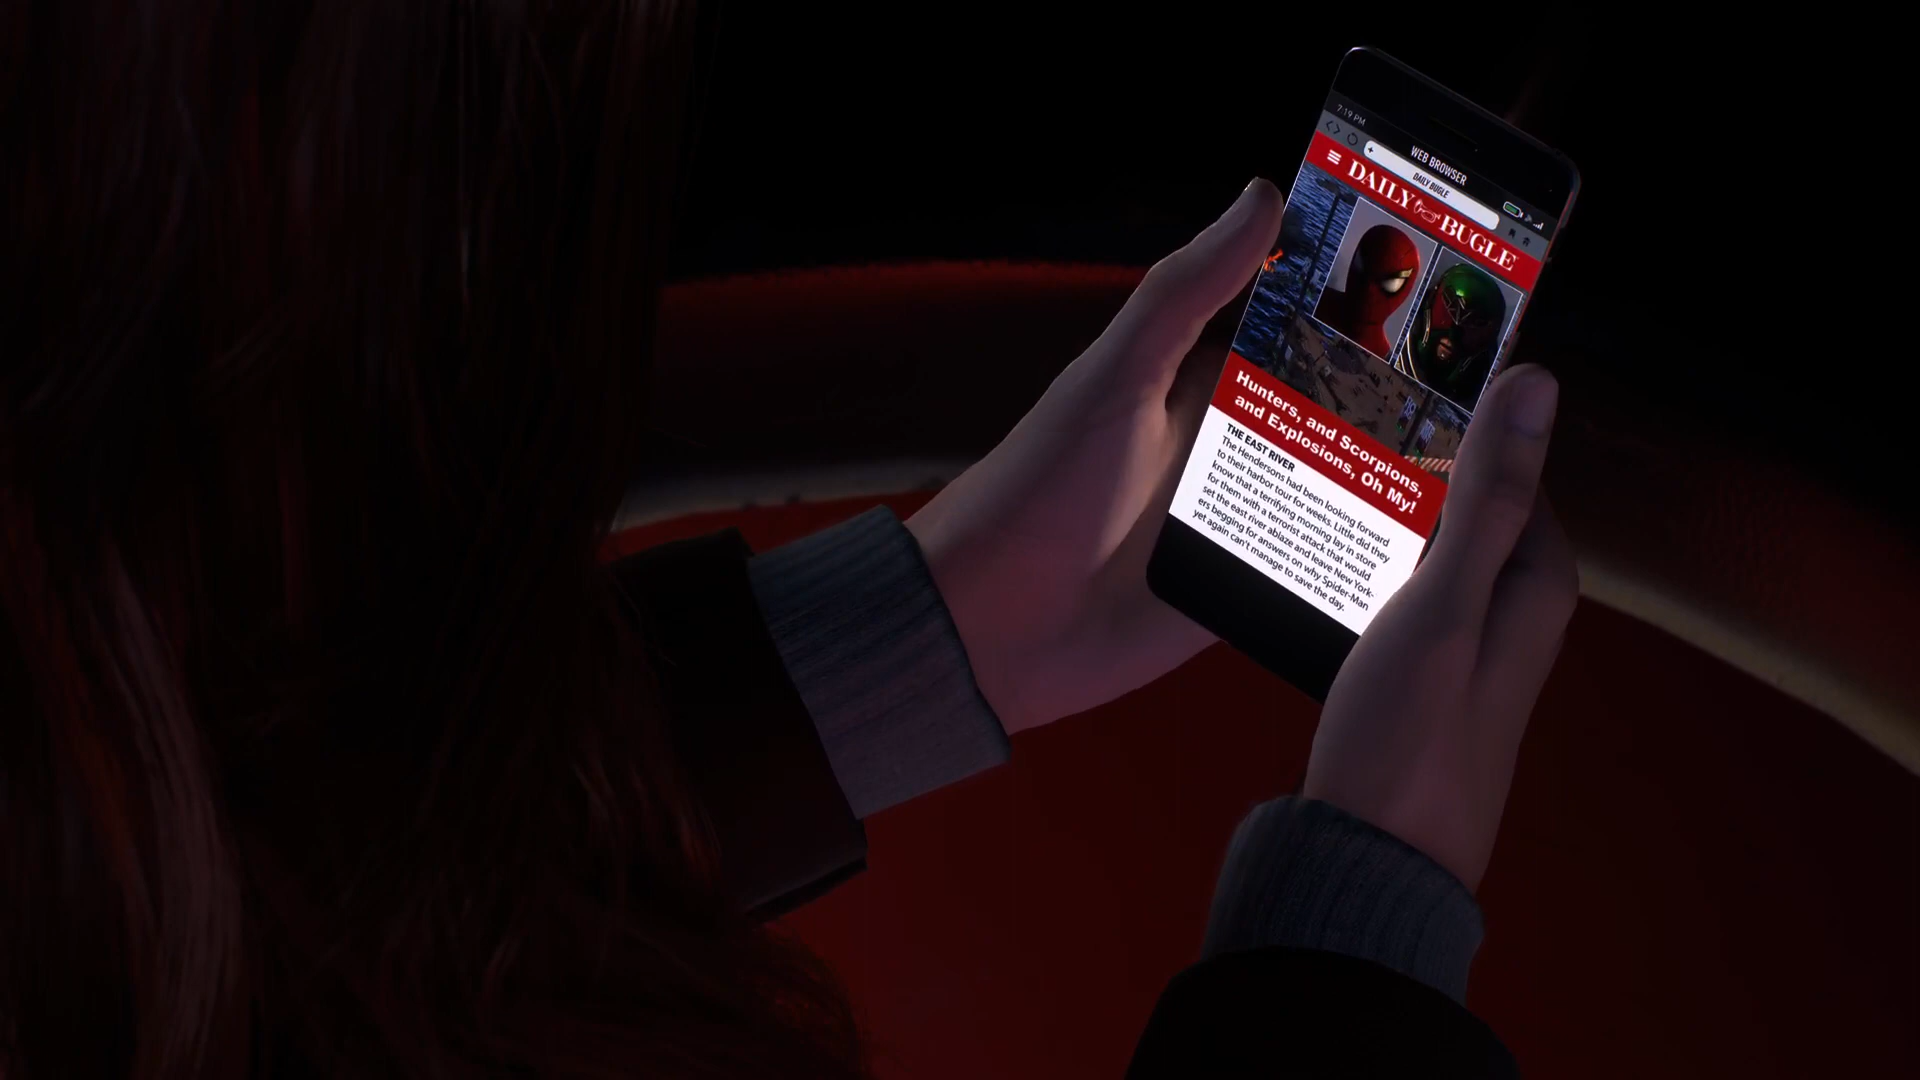 7:19 PM
WEB BROWSER
DAILY BUGLE
DAILY BUGLE
Hunters, and Scorpions,
and Explosions, Oh My!
THE EAST RIVER
The Hendersons had been looking forward
to their harbor tour for weeks. Little did they
know that a terrifying morning lay in store
for them with a terrorist attack that would
set the east river ablaze and leave New York-
ers begging for answers on why Spider-Man
yet again can't manage to save the day.